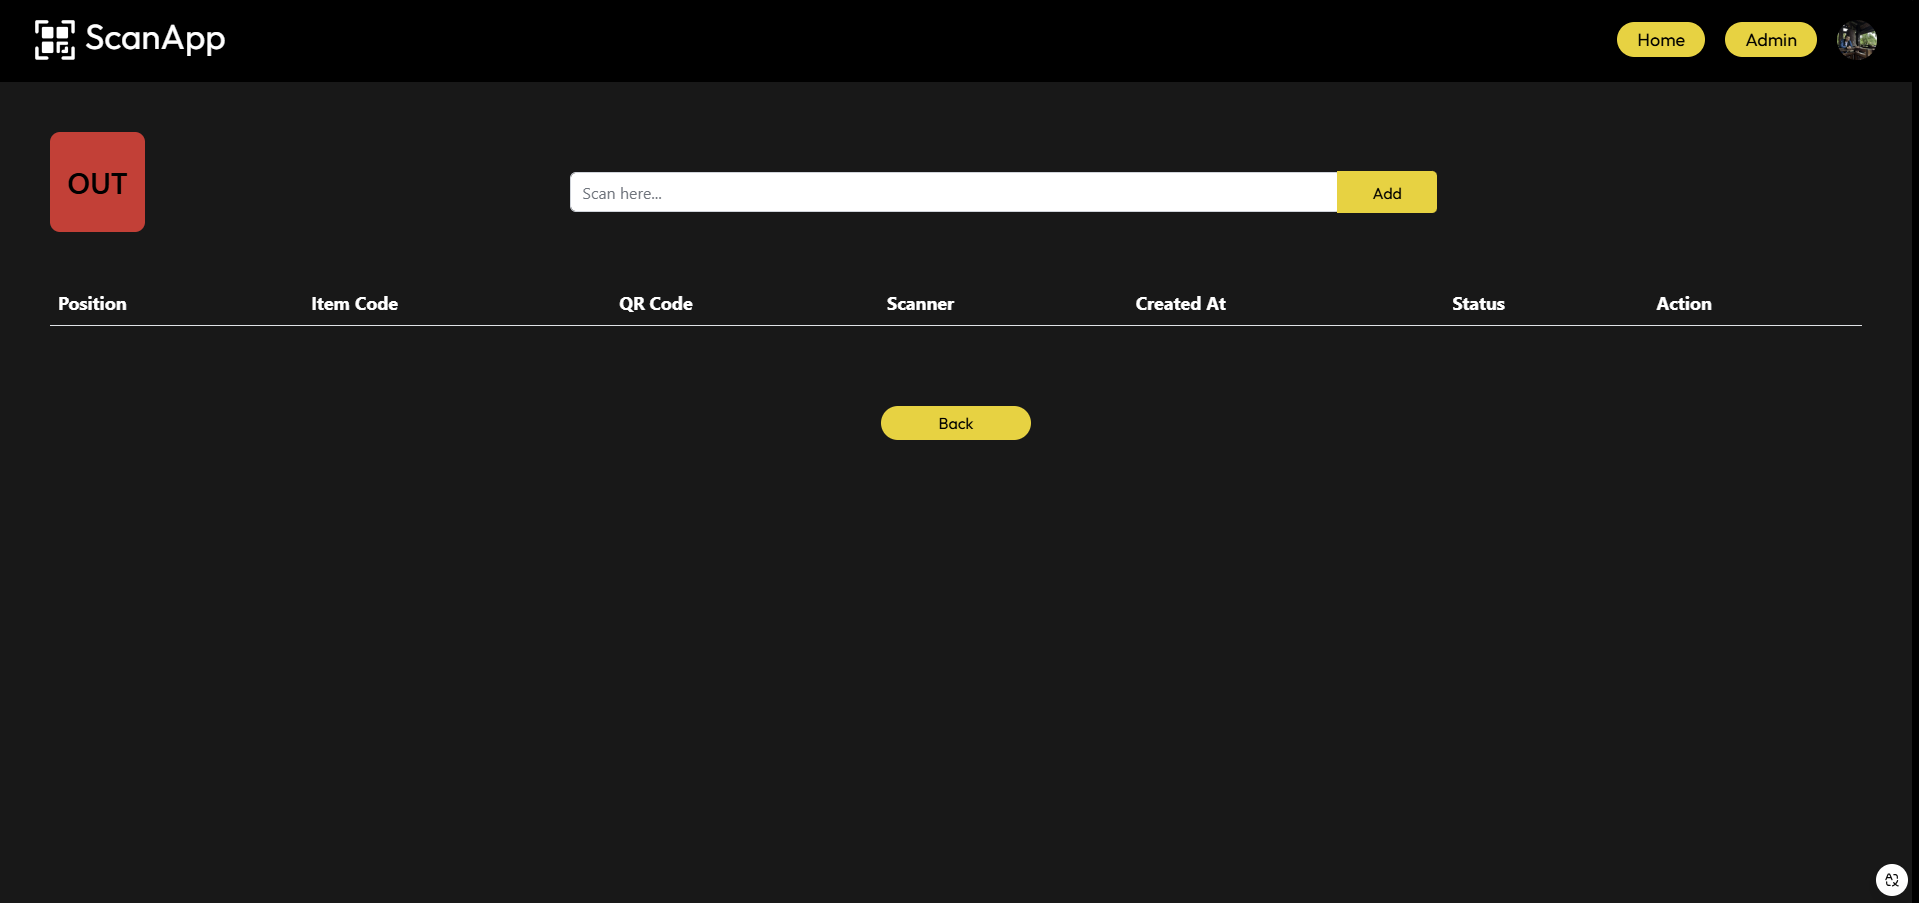 ScanApp
Home
Admin
OUT
Scan here...
Add
Position Item Code QR Code Scanner Created At Status Action
Back